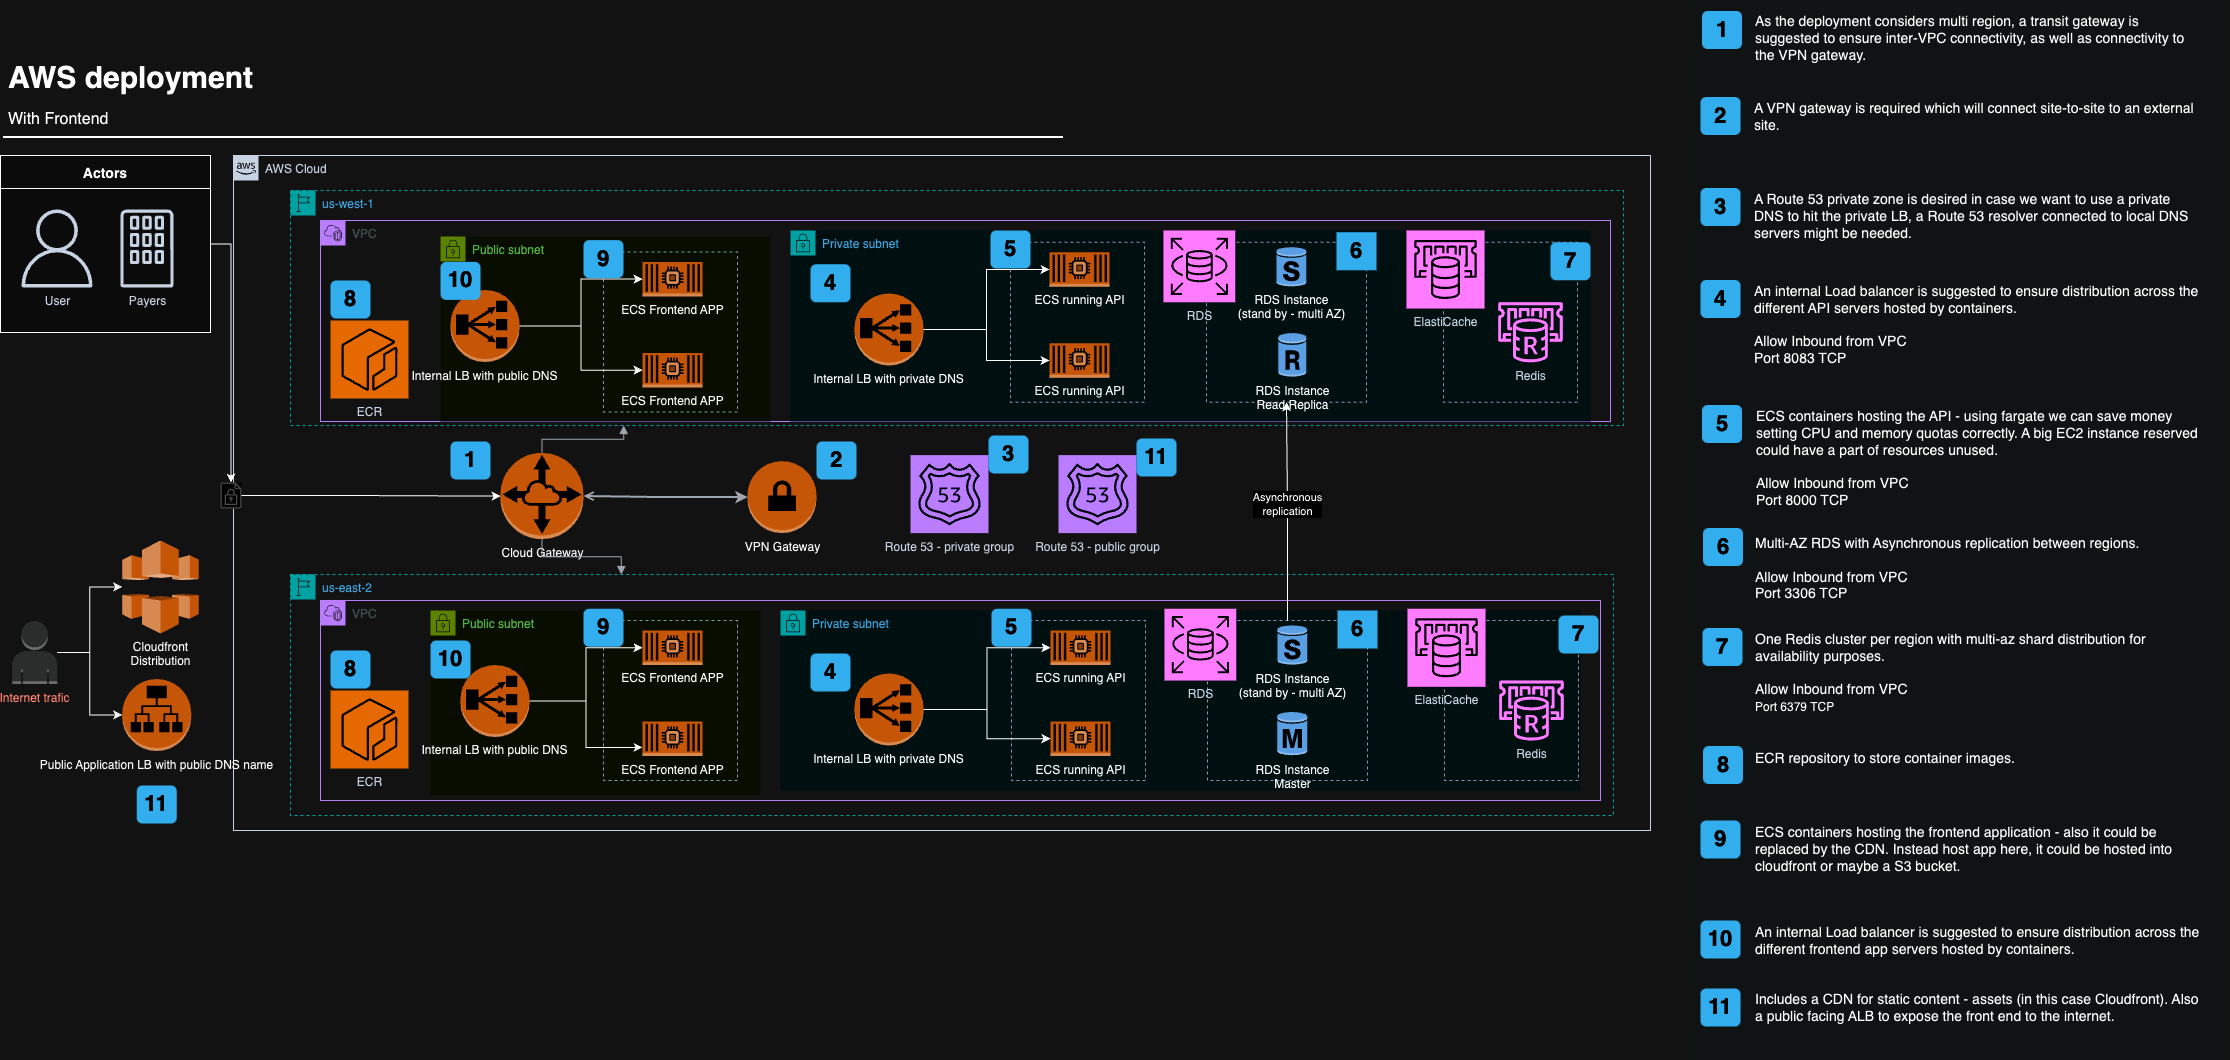 AWS deployment
With Frontend
Actors
User
Payers
aws
AWS Cloud
us-west-1
VPC
Public subnet
8
ECR
10
Internal LB with public DNS
9
ECS Frontend APP
ECS Frontend APP
Private subnet
4
Internal LB with private DNS
5
ECS running API
ECS running API
RDS
6
S
RDS Instance
(stand by - multi AZ)
R
RDS Instance
Read Replica
ElastiCache
7
R
Redis
1
Cloud Gateway
2
VPN Gateway
3
53
Route 53 - private group
11
53
Route 53 - public group
Asynchronous
replication
us-east-2
VPC
Public subnet
8
ECR
10
Internal LB with public DNS
9
ECS Frontend APP
ECS Frontend APP
Private subnet
4
Internal LB with private DNS
5
ECS running API
ECS running API
RDS
6
S
RDS Instance
(stand by - multi AZ)
M
RDS Instance
Master
ElastiCache
7
R
Redis
Internet trafic
Cloudfront
Distribution
Public Application LB with public DNS name
11
1
As the deployment considers multi region, a transit gateway is
suggested to ensure inter-VPC connectivity, as well as connectivity to
the VPN gateway.
2
A VPN gateway is required which will connect site-to-site to an external
site.
3
A Route 53 private zone is desired in case we want to use a private
DNS to hit the private LB, a Route 53 resolver connected to local DNS
servers might be needed.
4
An internal Load balancer is suggested to ensure distribution across the
different API servers hosted by containers.
Allow Inbound from VPC
Port 8083 TCP
5
ECS containers hosting the API - using fargate we can save money
setting CPU and memory quotas correctly. A big EC2 instance reserved
could have a part of resources unused.
Allow Inbound from VPC
Port 8000 TCP
6
Multi-AZ RDS with Asynchronous replication between regions.
Allow Inbound from VPC
Port 3306 TCP
7
One Redis cluster per region with multi-az shard distribution for
availability purposes.
Allow Inbound from VPC
Port 6379 TCP
8
ECR repository to store container images.
9
ECS containers hosting the frontend application - also it could be
replaced by the CDN. Instead host app here, it could be hosted into
cloudfront or maybe a S3 bucket.
10
An internal Load balancer is suggested to ensure distribution across the
different frontend app servers hosted by containers.
11
Includes a CDN for static content - assets (in this case Cloudfront). Also
a public facing ALB to expose the front end to the internet.